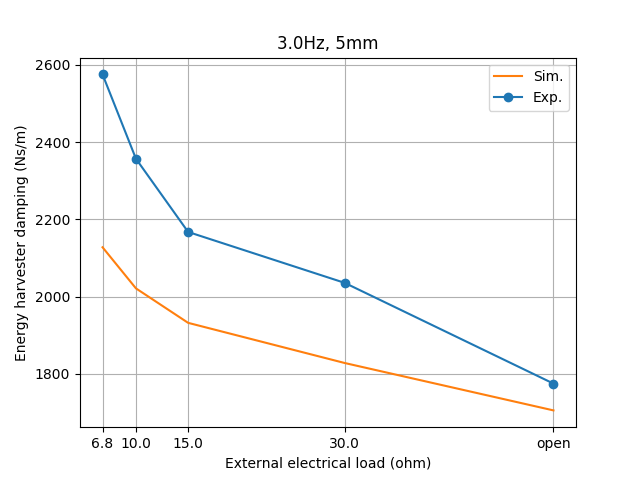 3.0Hz, 5mm
Sim.
Exp.
Energy harvester damping (Ns/m)
2600
2400
2200
2000
1800
6.8 10.0 15.0 30.0 open
External electrical load (ohm)